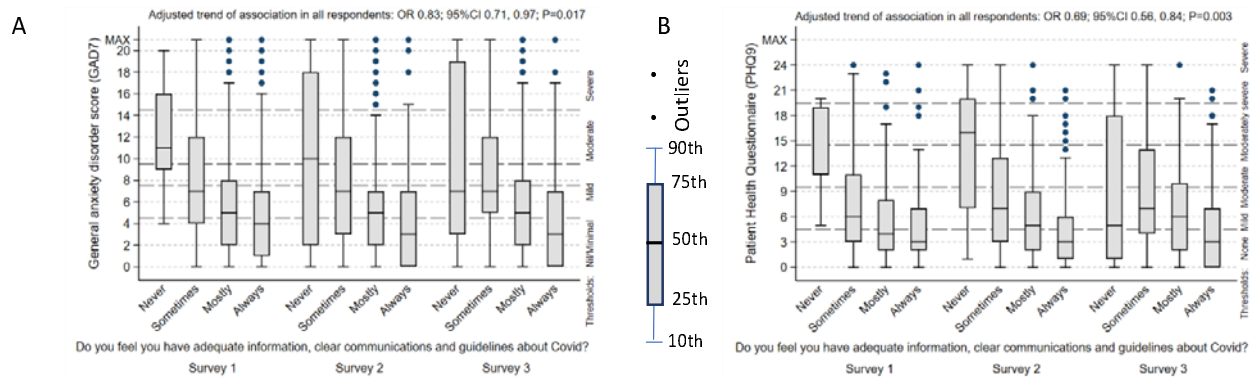 A
Adjusted trend of association in all respondents: OR 0.83; 95%CI 0.71, 0.97; P=0.017
General anxiety disorder score (GAD7)
MAX
20
18
16
14
12
10
8
6
4
2
0
Severe
Moderate
Mild
Nil/Minimal
Thresholds:
Never
Sometimes
Mostly
Always
Never
Sometimes
Mostly
Always
Never
Sometimes
Mostly
Always
Do you feel you have adequate information, clear communications and guidelines about Covid?
Survey 1
Survey 2
Survey 3
Outliers
90th
75th
50th
25th
10th
B
Adjusted trend of association in all respondents: OR 0.69; 95%CI 0.56, 0.84; P=0.003
Patient Health Questionnaire (PHQ9)
MAX
24
21
18
15
12
9
6
3
0
Severe
Moderately severe
Moderate
Mild
None
Thresholds:
Never
Sometimes
Mostly
Always
Never
Sometimes
Mostly
Always
Never
Sometimes
Mostly
Always
Do you feel you have adequate information, clear communications and guidelines about Covid?
Survey 1
Survey 2
Survey 3